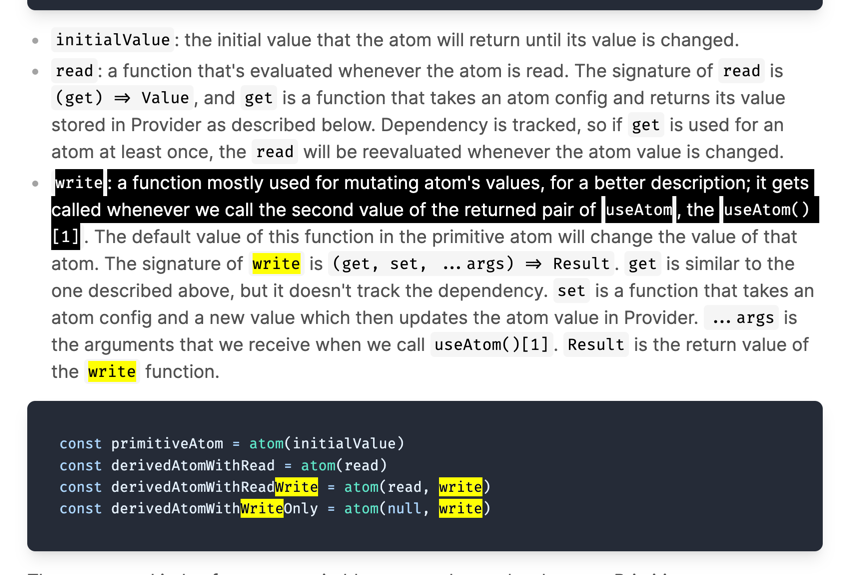 initialValue: the initial value that the atom will return until its value is changed.
read: a function that's evaluated whenever the atom is read. The signature of read is
(get) => Value, and get is a function that takes an atom config and returns its value
stored in Provider as described below. Dependency is tracked, so if get is used for an
atom at least once, the read will be reevaluated whenever the atom value is changed.
write: a function mostly used for mutating atom's values, for a better description; it gets
called whenever we call the second value of the returned pair of useAtom, the useAtom()
[1]. The default value of this function in the primitive atom will change the value of that
atom. The signature of write is (get, set, ...args) => Result. get is similar to the
one described above, but it doesn't track the dependency. set is a function that takes an
atom config and a new value which then updates the atom value in Provider. ...args is
the arguments that we receive when we call useAtom()[1]. Result is the return value of
the write function.
const primitiveAtom = atom(initialValue)
const derivedAtomWithRead = atom(read)
const derivedAtomWithReadWrite = atom(read, write)
const derivedAtomWithWriteOnly = atom(null, write)